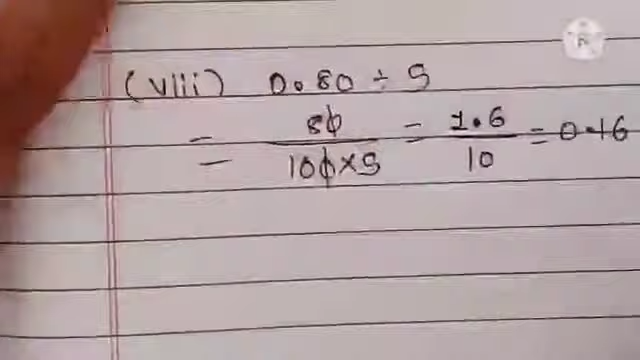 (viii) 0.80 ÷ 5
= 80 / 100×5 = 1.6 / 10 = 0.16